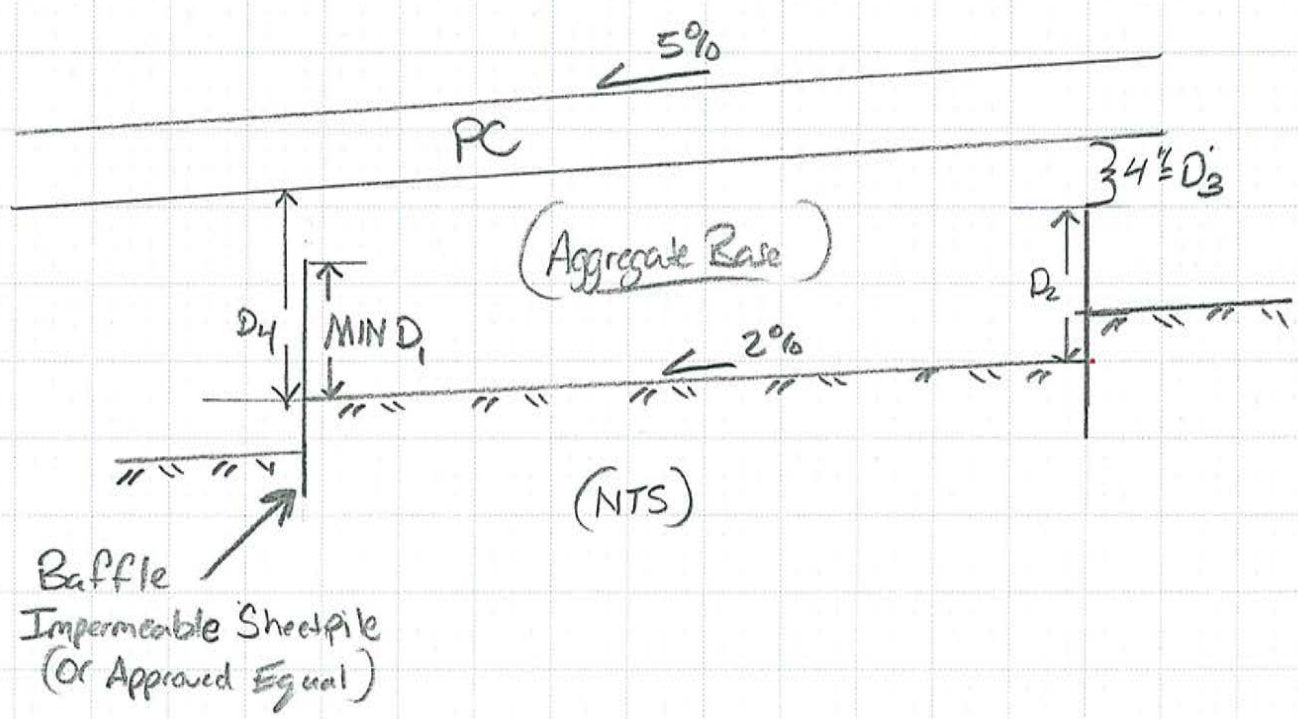 5%
PC
4" = D3
(Aggregate Base)
D2
D4
MIN D1
2%
(NTS)
Baffle
Impermeable Sheetpile
(Or Approved Equal)